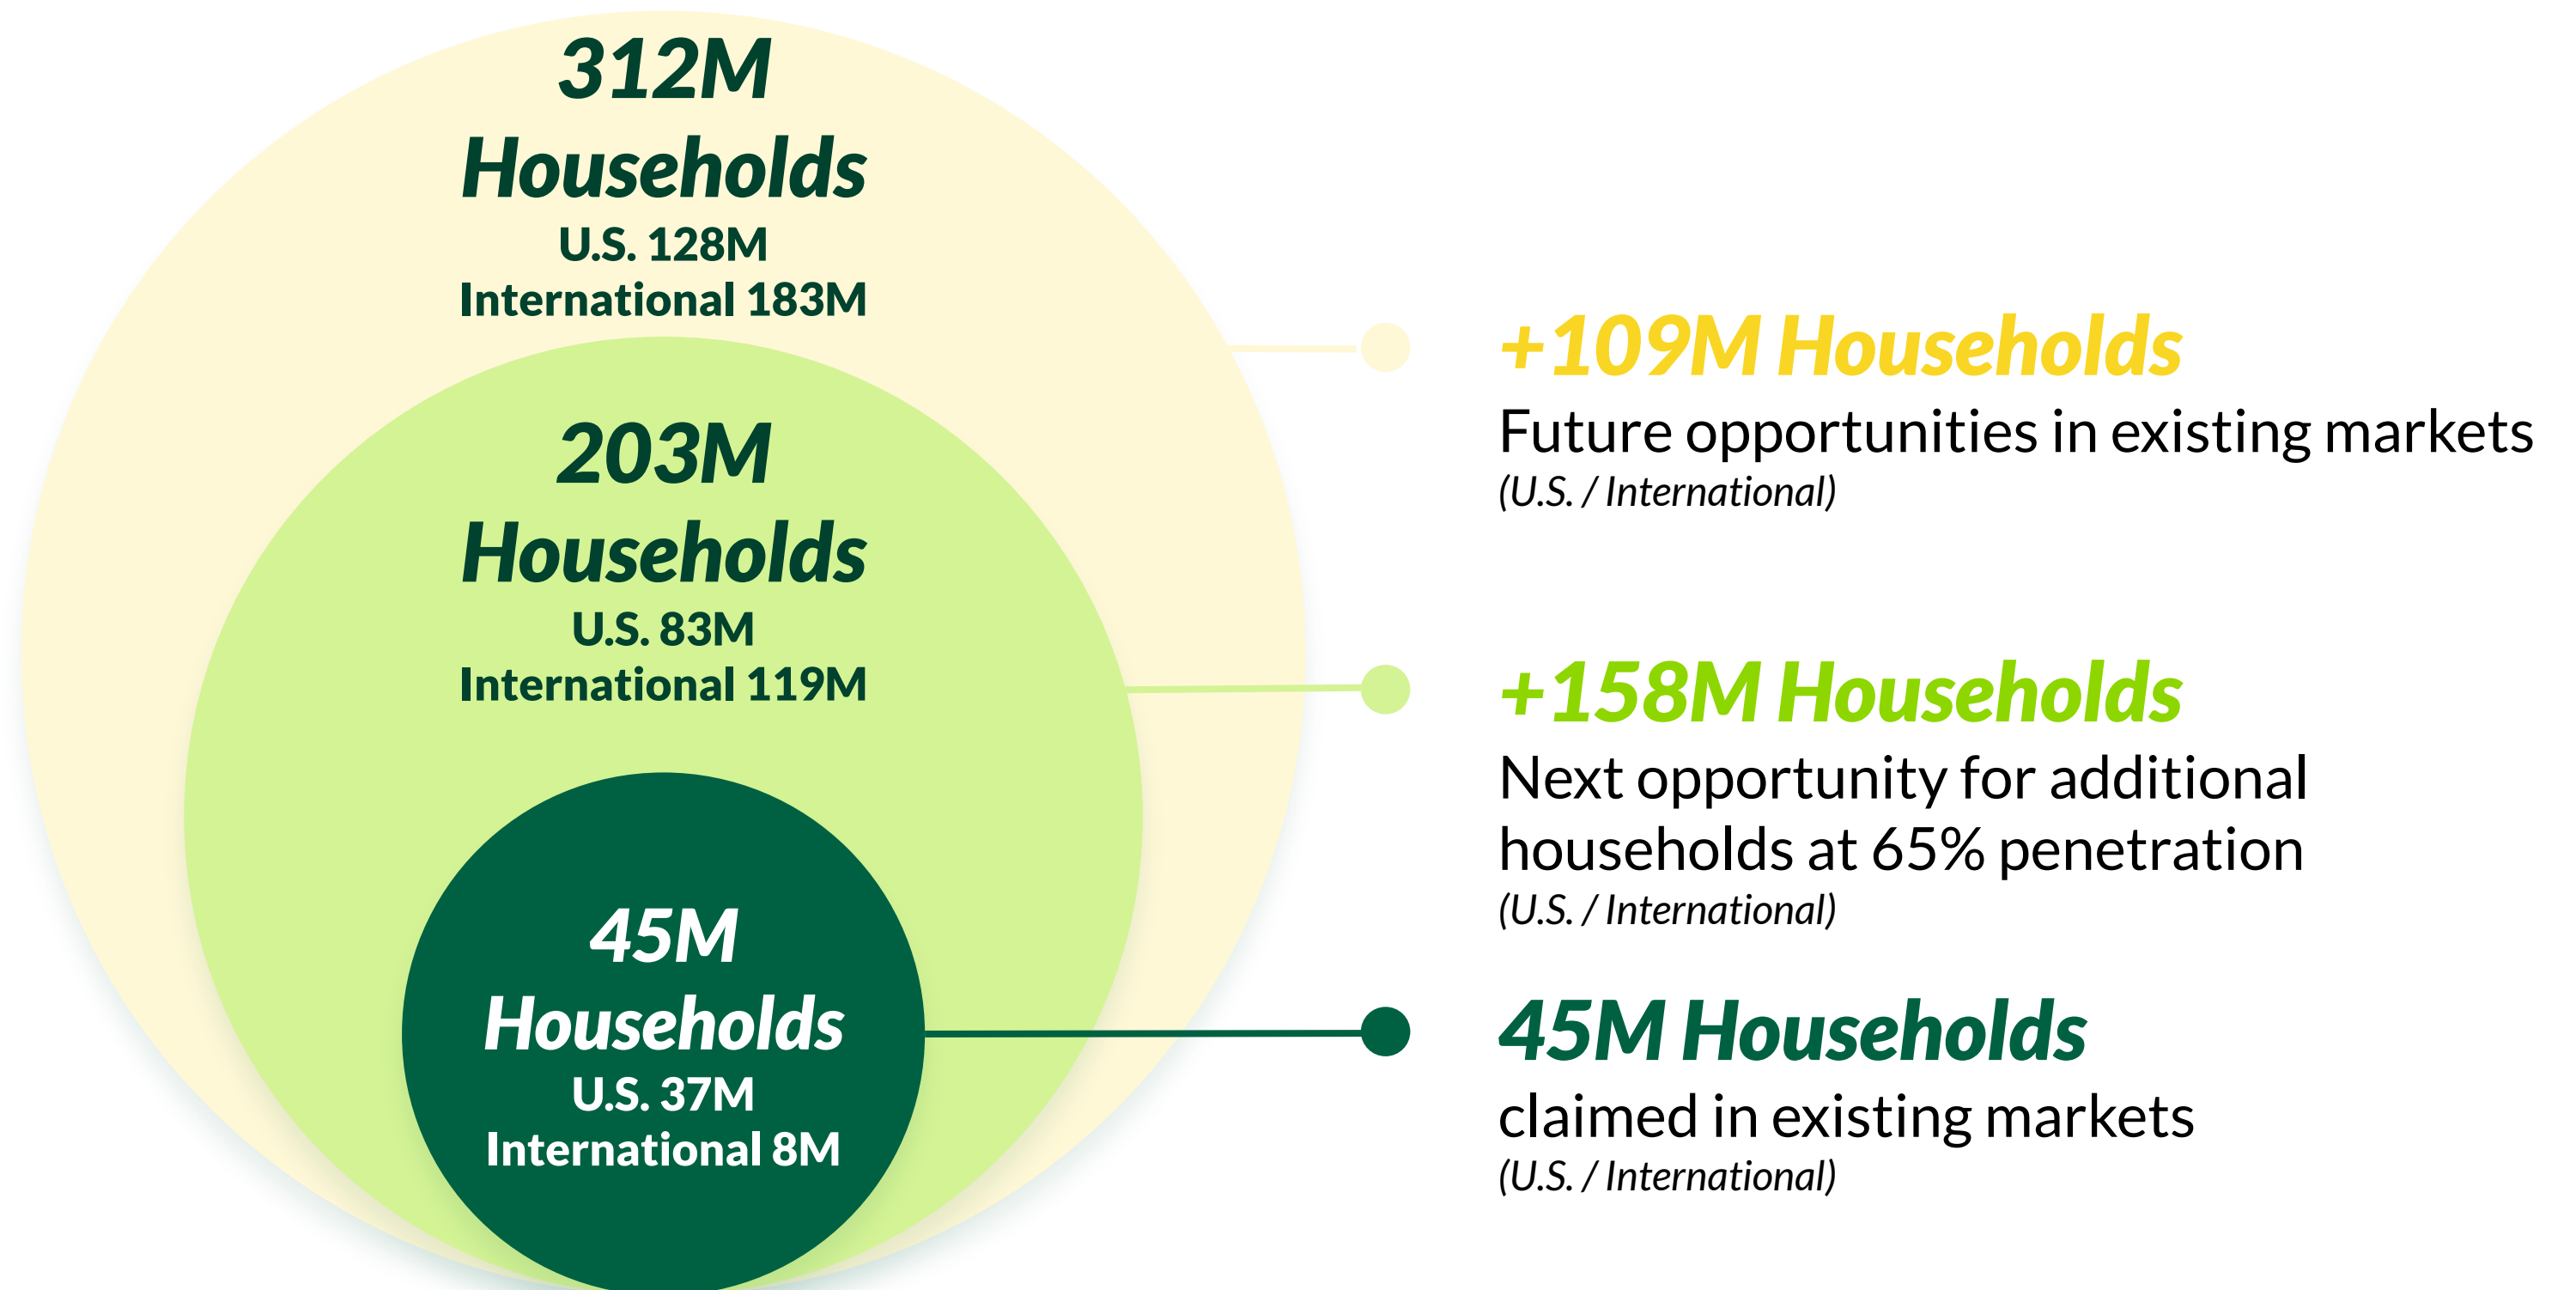 312M
Households
U.S. 128M
International 183M
203M
Households
U.S. 83M
International 119M
45M
Households
U.S. 37M
International 8M
+109M Households
Future opportunities in existing markets
(U.S. / International)
+158M Households
Next opportunity for additional
households at 65% penetration
(U.S. / International)
45M Households
claimed in existing markets
(U.S. / International)